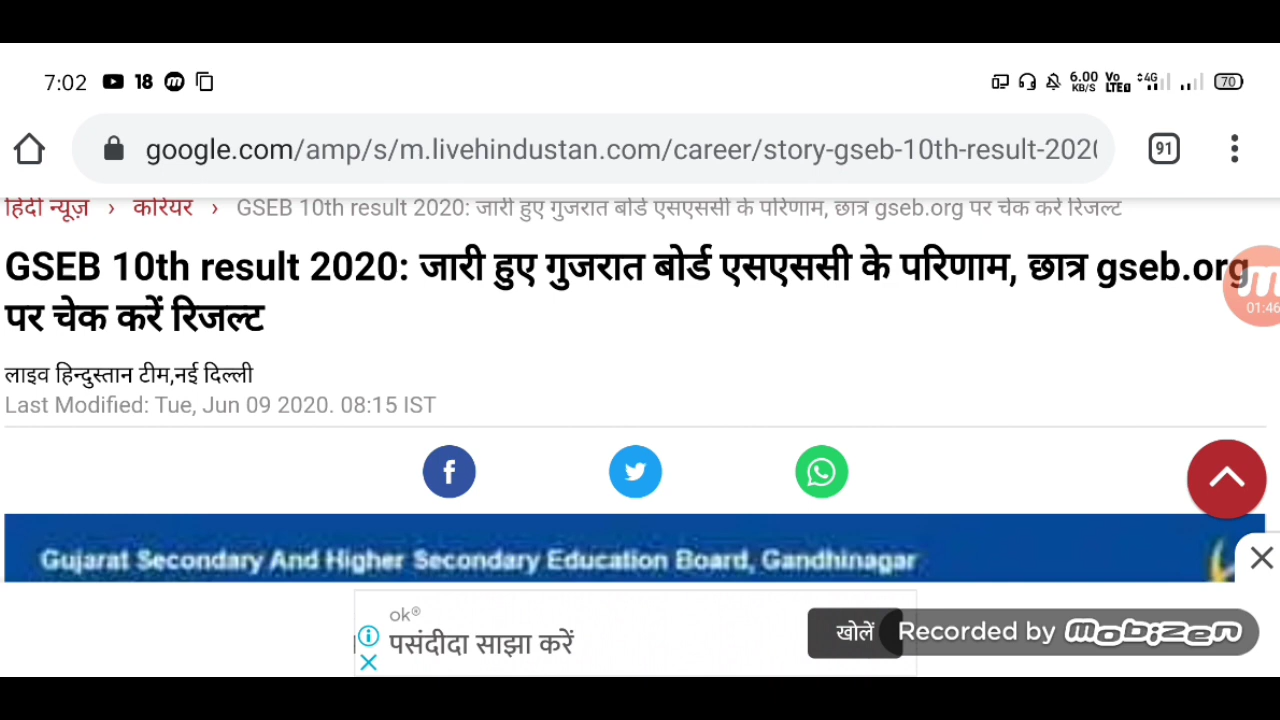 7:02 18 6.00 KB/S Vo LTE 4G 70
google.com/amp/s/m.livehindustan.com/career/story-gseb-10th-result-202 91
हिंदी न्यूज़ › करियर › GSEB 10th result 2020: जारी हुए गुजरात बोर्ड एसएससी के परिणाम, छात्र gseb.org पर चेक करें रिजल्ट
GSEB 10th result 2020: जारी हुए गुजरात बोर्ड एसएससी के परिणाम, छात्र gseb.org
पर चेक करें रिजल्ट
01:46
लाइव हिन्दुस्तान टीम,नई दिल्ली
Last Modified: Tue, Jun 09 2020. 08:15 IST
Gujarat Secondary And Higher Secondary Education Board, Gandhinagar
ok®
पसंदीदा साझा करें
खोलें
Recorded by mobizen